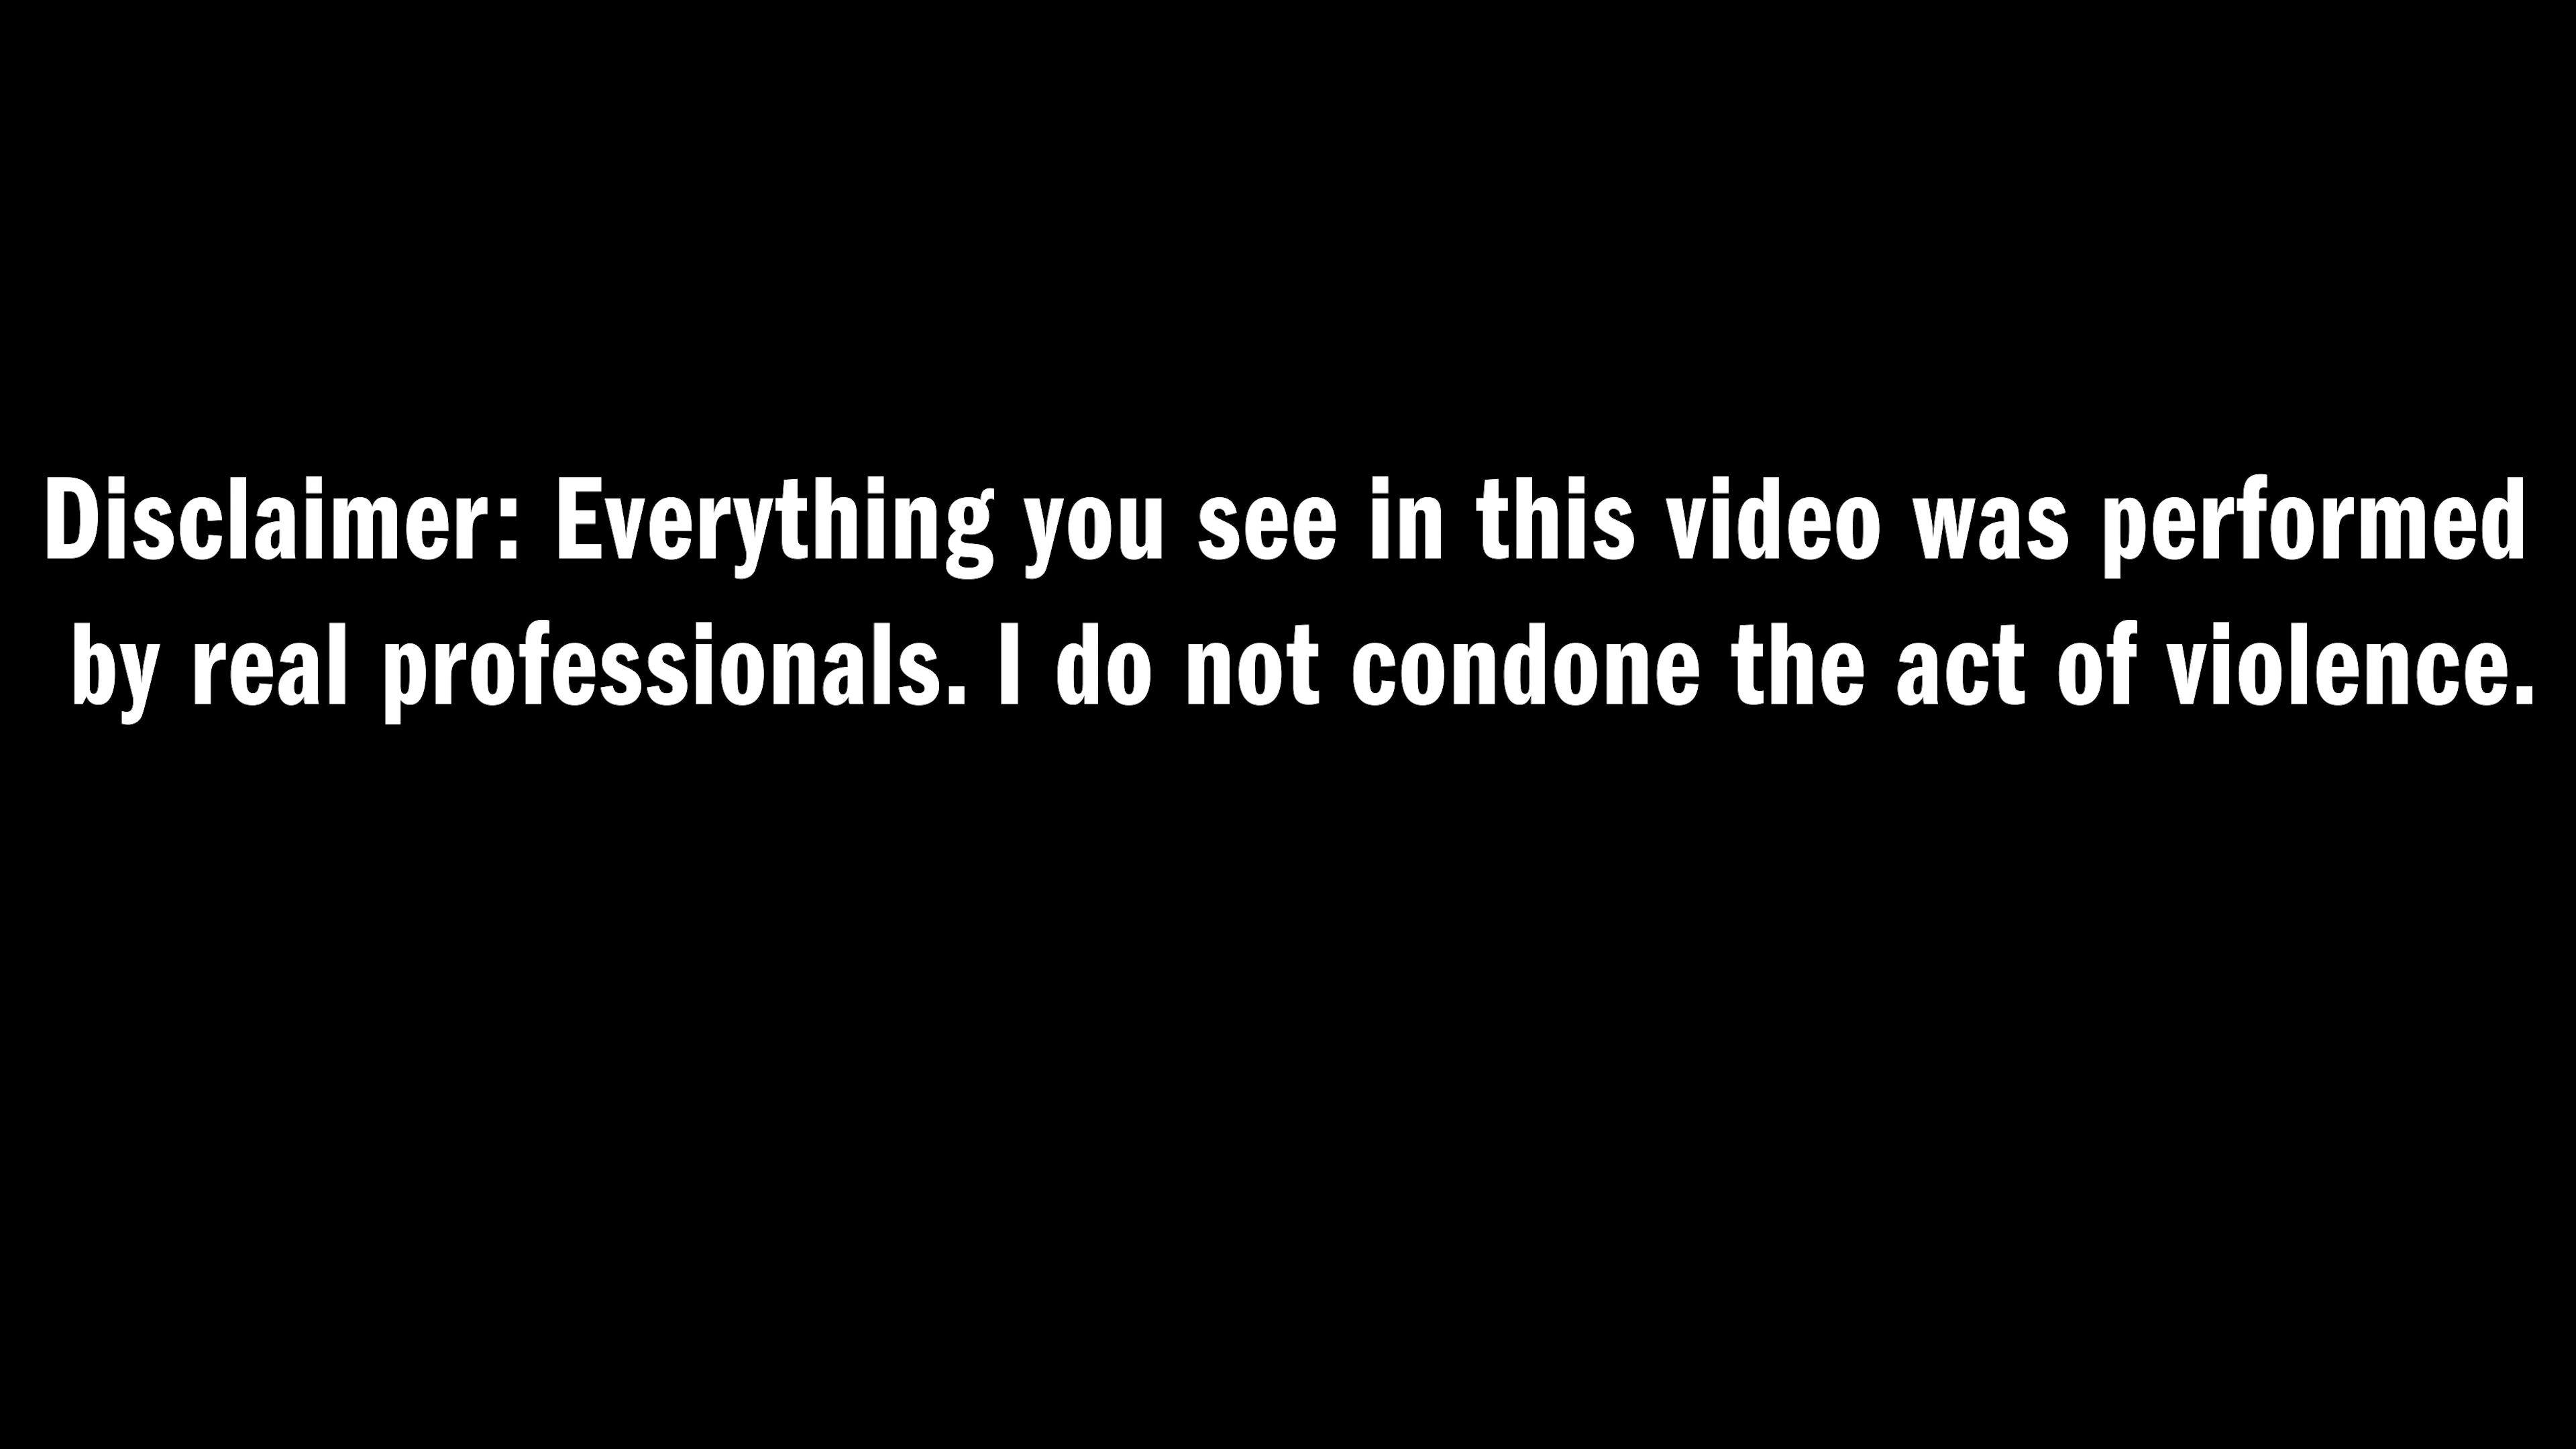 Disclaimer: Everything you see in this video was performed
by real professionals. I do not condone the act of violence.